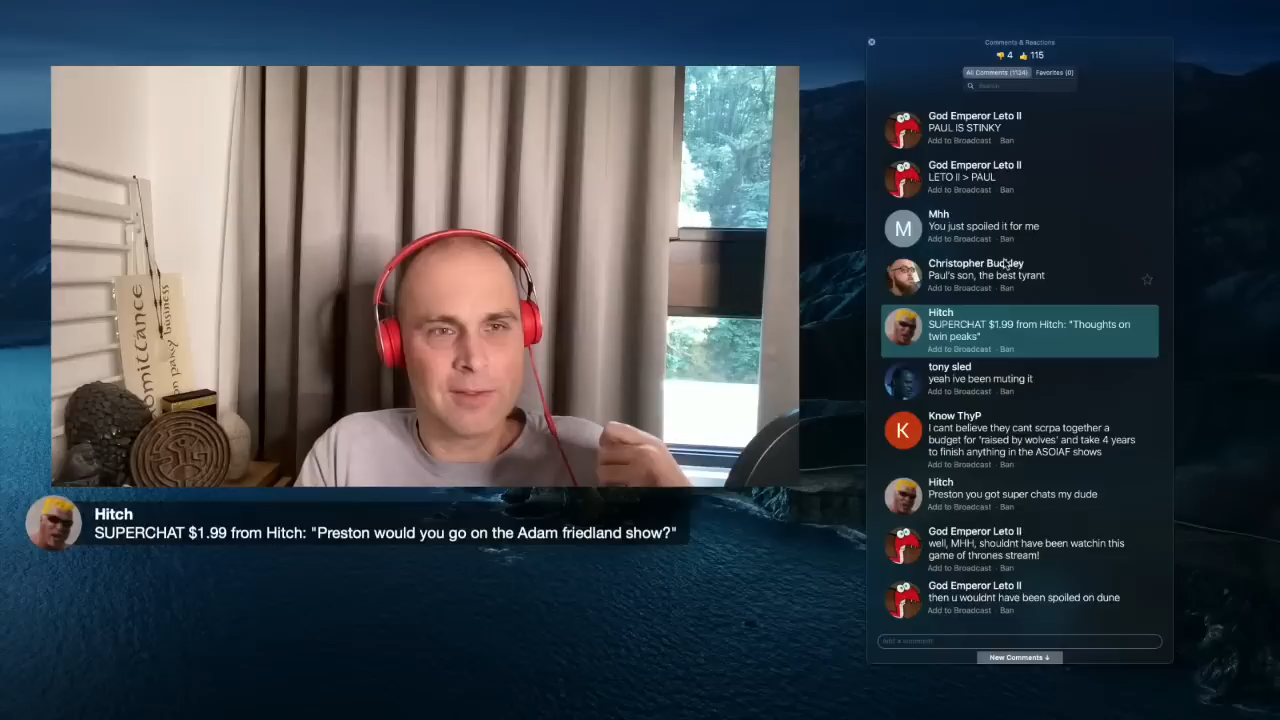 Comments & Reactions
4 115
All Comments (1124) Favorites (0)
Search
God Emperor Leto II
PAUL IS STINKY
Add to Broadcast · Ban
God Emperor Leto II
LETO II > PAUL
Add to Broadcast · Ban
M
Mhh
You just spoiled it for me
Add to Broadcast · Ban
Christopher
Paul's son, the best tyrant
Add to Broadcast · Ban
Hitch
SUPERCHAT $1.99 from Hitch: "Thoughts on
twin peaks"
Add to Broadcast · Ban
tony sled
yeah ive been muting it
Add to Broadcast · Ban
K
Know ThyP
I cant believe they cant scrpa together a
budget for 'raised by wolves' and take 4 years
to finish anything in the ASOIAF shows
Add to Broadcast · Ban
Hitch
Preston you got super chats my dude
Add to Broadcast · Ban
God Emperor Leto II
well, MHH, shouldnt have been watchin this
game of thrones stream!
Add to Broadcast · Ban
God Emperor Leto II
then u wouldnt have been spoiled on dune
Add to Broadcast · Ban
Add a comment
New Comments ↓
omittance
business
Hitch
SUPERCHAT $1.99 from Hitch: "Preston would you go on the Adam friedland show?"